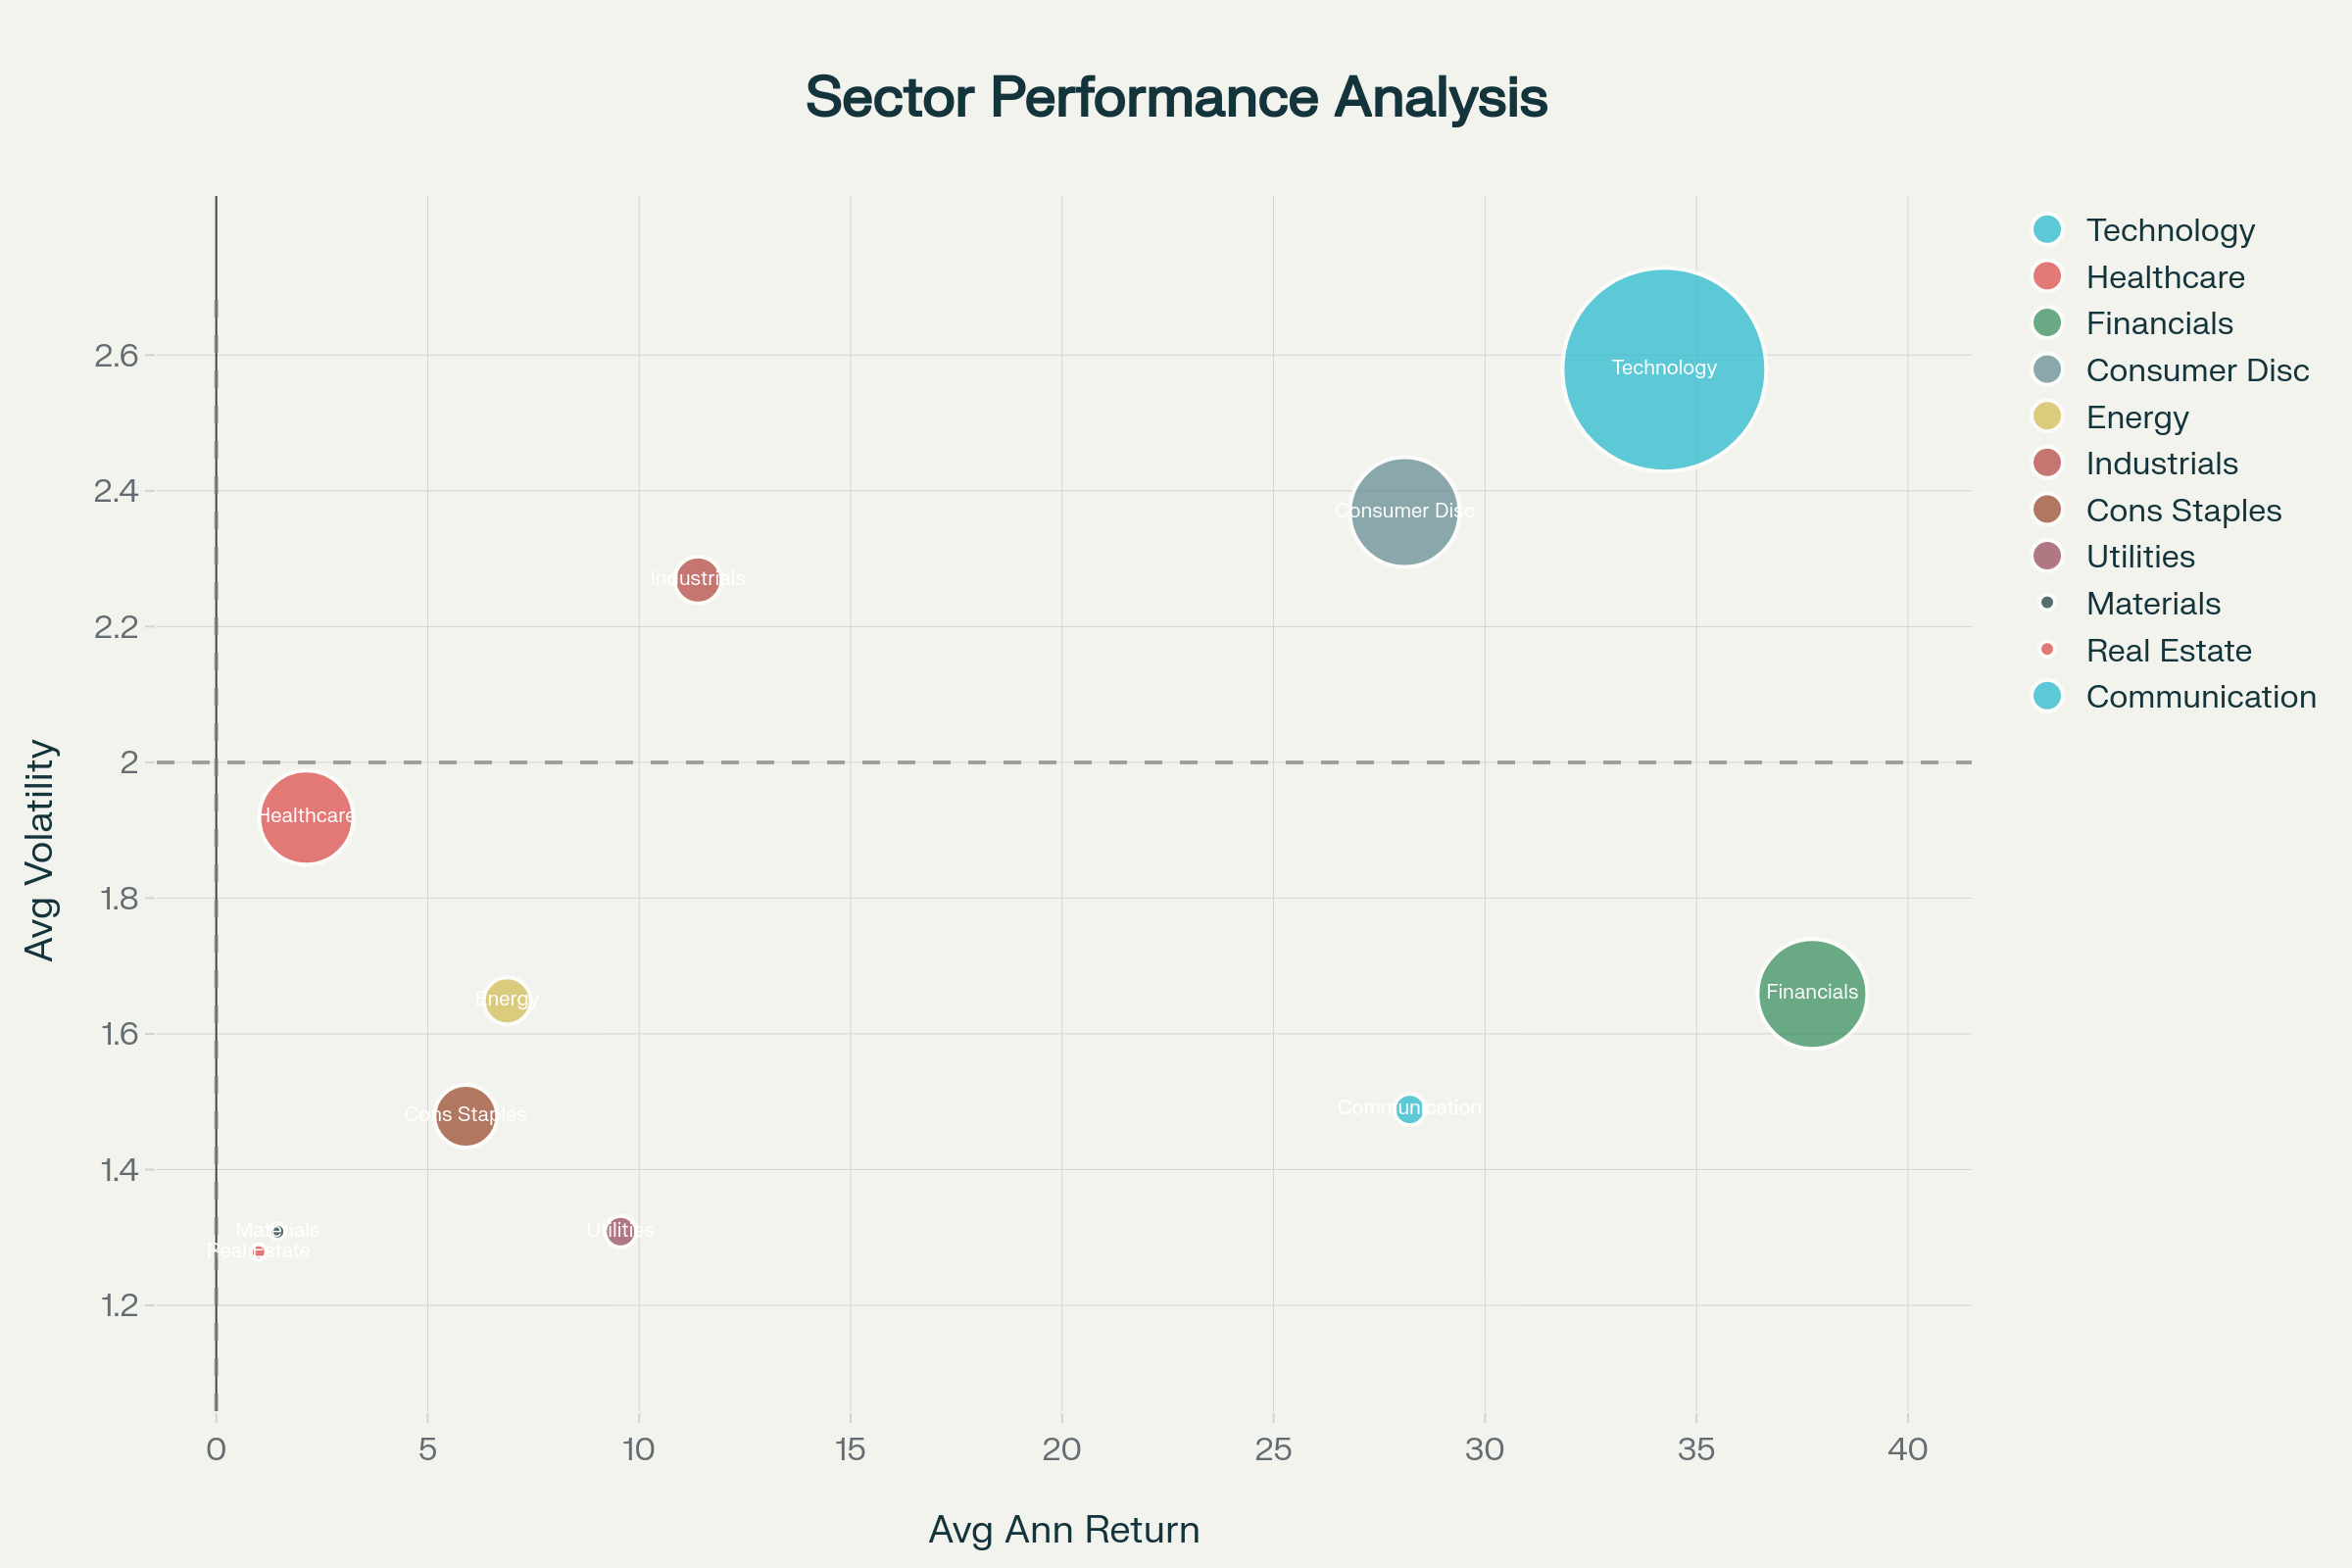 Sector Performance Analysis
Technology
Healthcare
Financials
Consumer Disc
Energy
Industrials
Cons Staples
Utilities
Materials
Real Estate
Communication
Avg Volatility
2.6
2.4
2.2
2
1.8
1.6
1.4
1.2
Technology
Consumer Disc
Industrials
Healthcare
Energy
Financials
Cons Staples
Communication
Materials
Utilities
Real Estate
0 5 10 15 20 25 30 35 40
Avg Ann Return